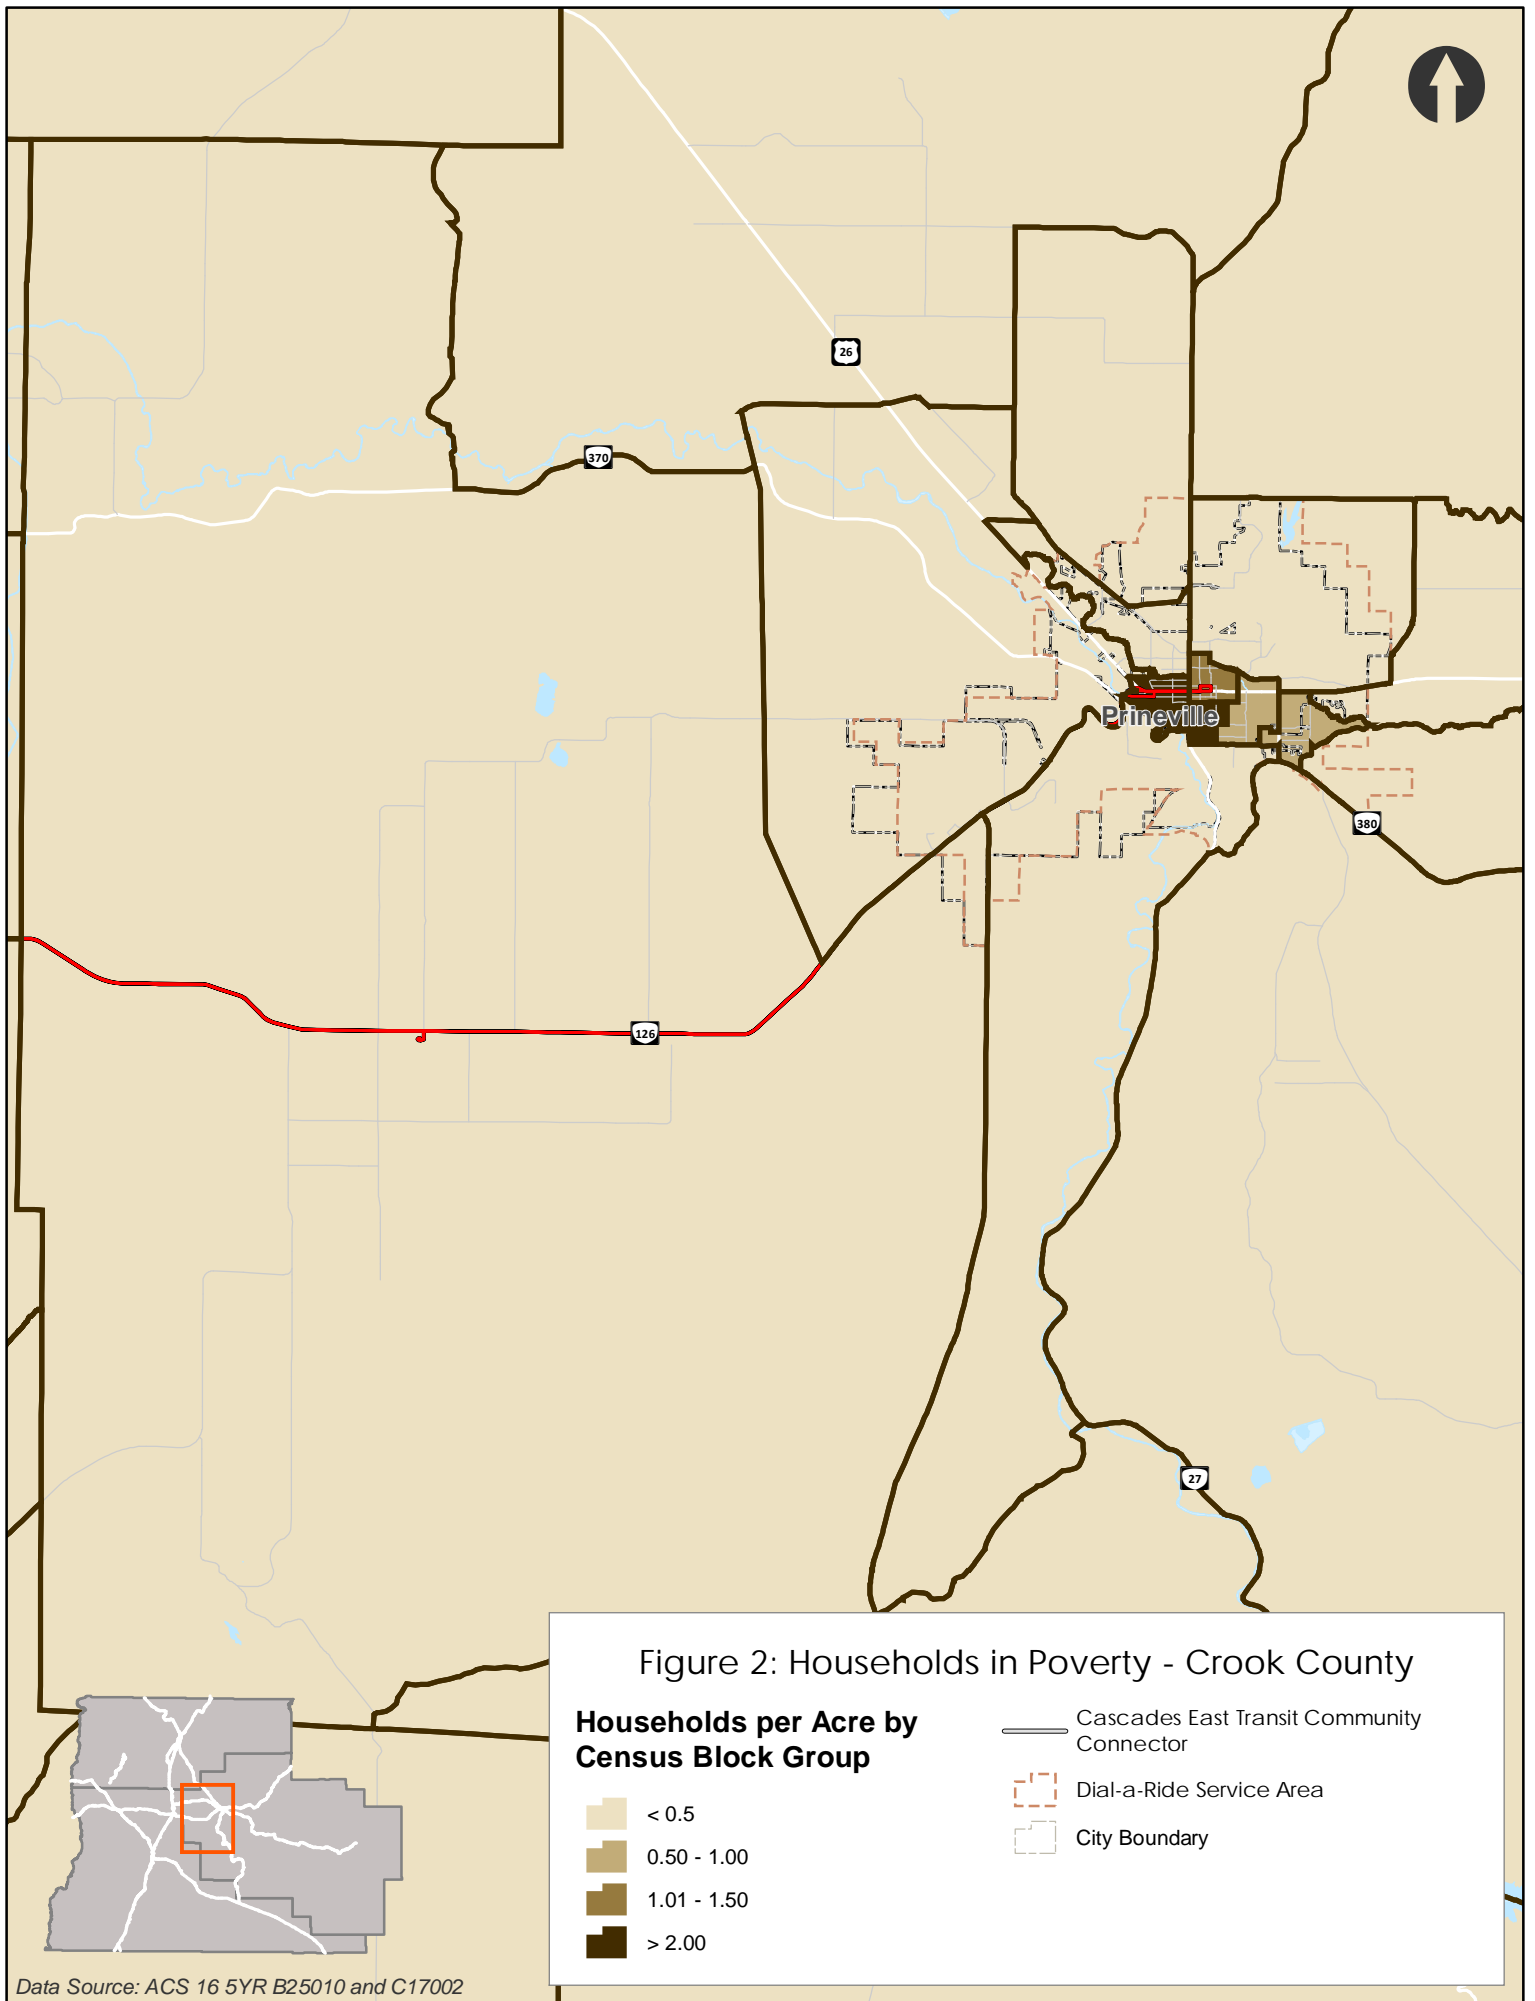 26
370
Prineville
380
126
27
Figure 2: Households in Poverty - Crook County
Households per Acre by
Census Block Group
< 0.5
0.50 - 1.00
1.01 - 1.50
> 2.00
Cascades East Transit Community
Connector
Dial-a-Ride Service Area
City Boundary
Data Source: ACS 16 5YR B25010 and C17002